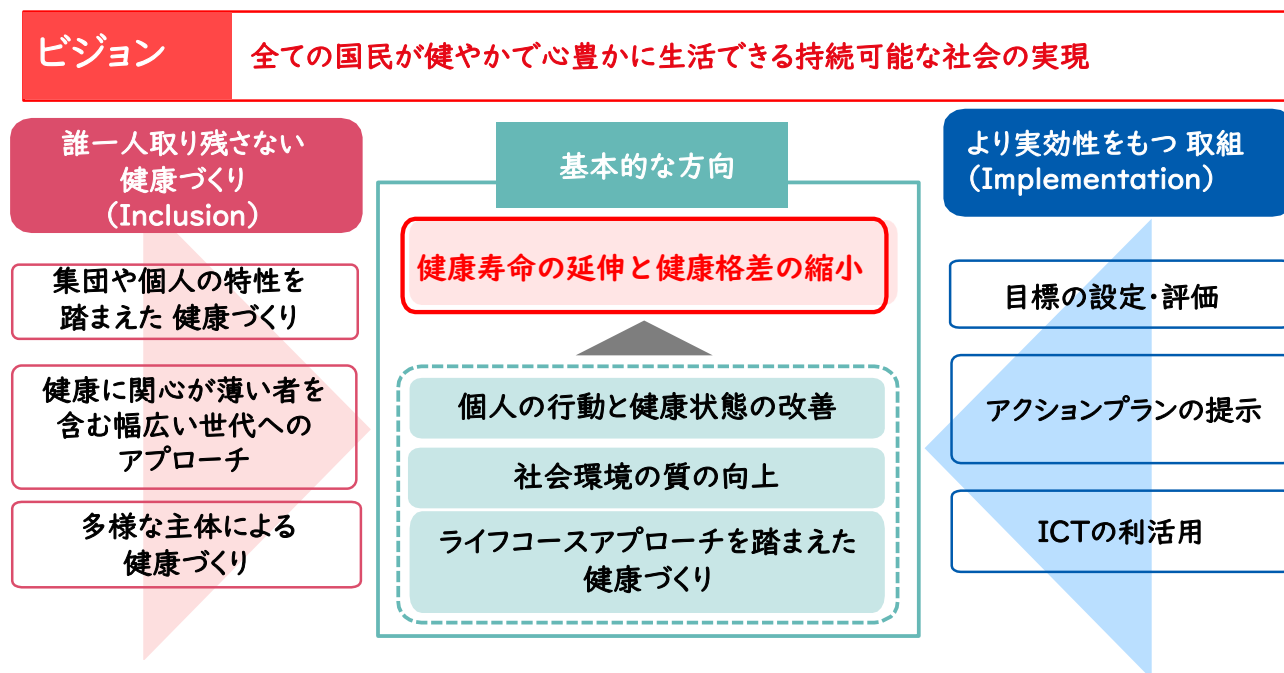 ビジョン
全ての国民が健やかで心豊かに生活できる持続可能な社会の実現
誰一人取り残さない
健康づくり
(Inclusion)
集団や個人の特性を
踏まえた 健康づくり
健康に関心が薄い者を
含む幅広い世代への
アプローチ
多様な主体による
健康づくり
基本的な方向
健康寿命の延伸と健康格差の縮小
個人の行動と健康状態の改善
社会環境の質の向上
ライフコースアプローチを踏まえた
健康づくり
より実効性をもつ 取組
(Implementation)
目標の設定・評価
アクションプランの提示
ICTの利活用